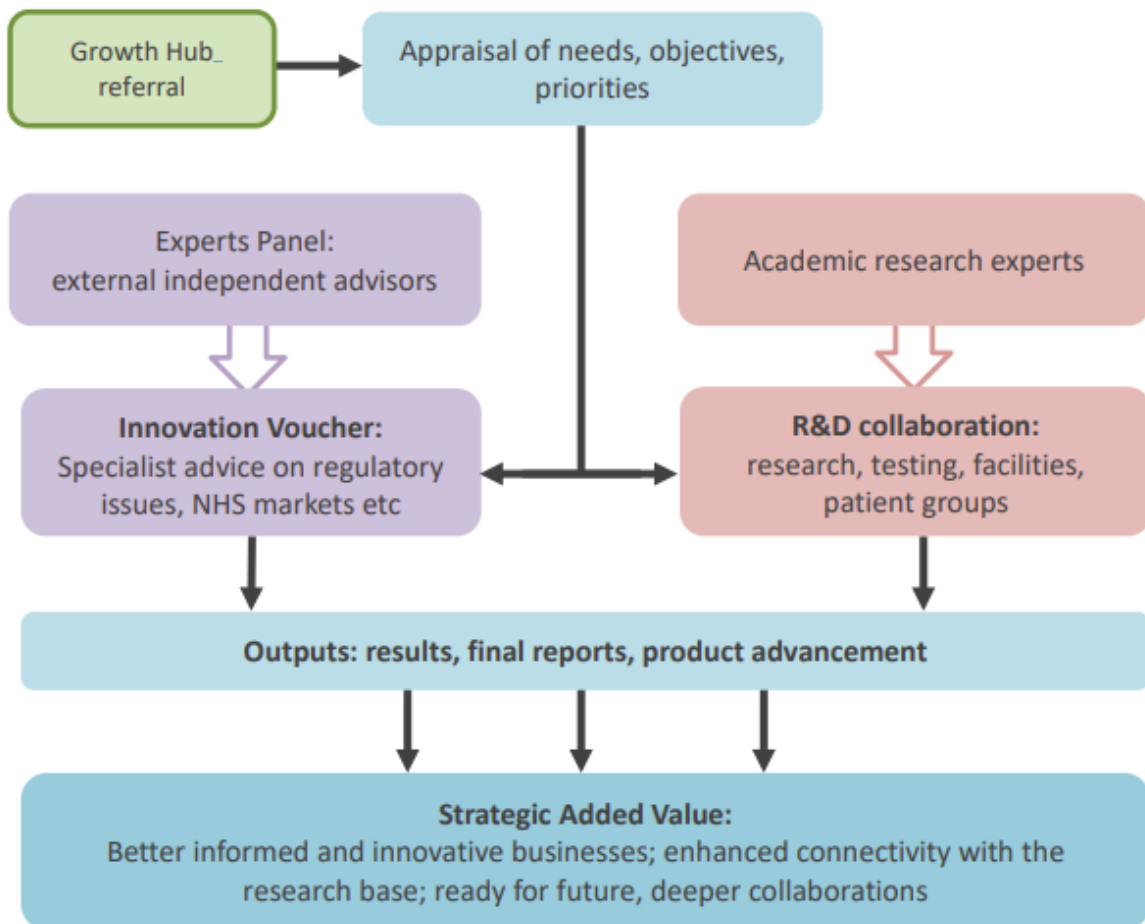 Growth Hub_
referral
Appraisal of needs, objectives,
priorities
Experts Panel:
external independent advisors
Academic research experts
Innovation Voucher:
Specialist advice on regulatory
issues, NHS markets etc
R&D collaboration:
research, testing, facilities,
patient groups
Outputs: results, final reports, product advancement
Strategic Added Value:
Better informed and innovative businesses; enhanced connectivity with the
research base; ready for future, deeper collaborations